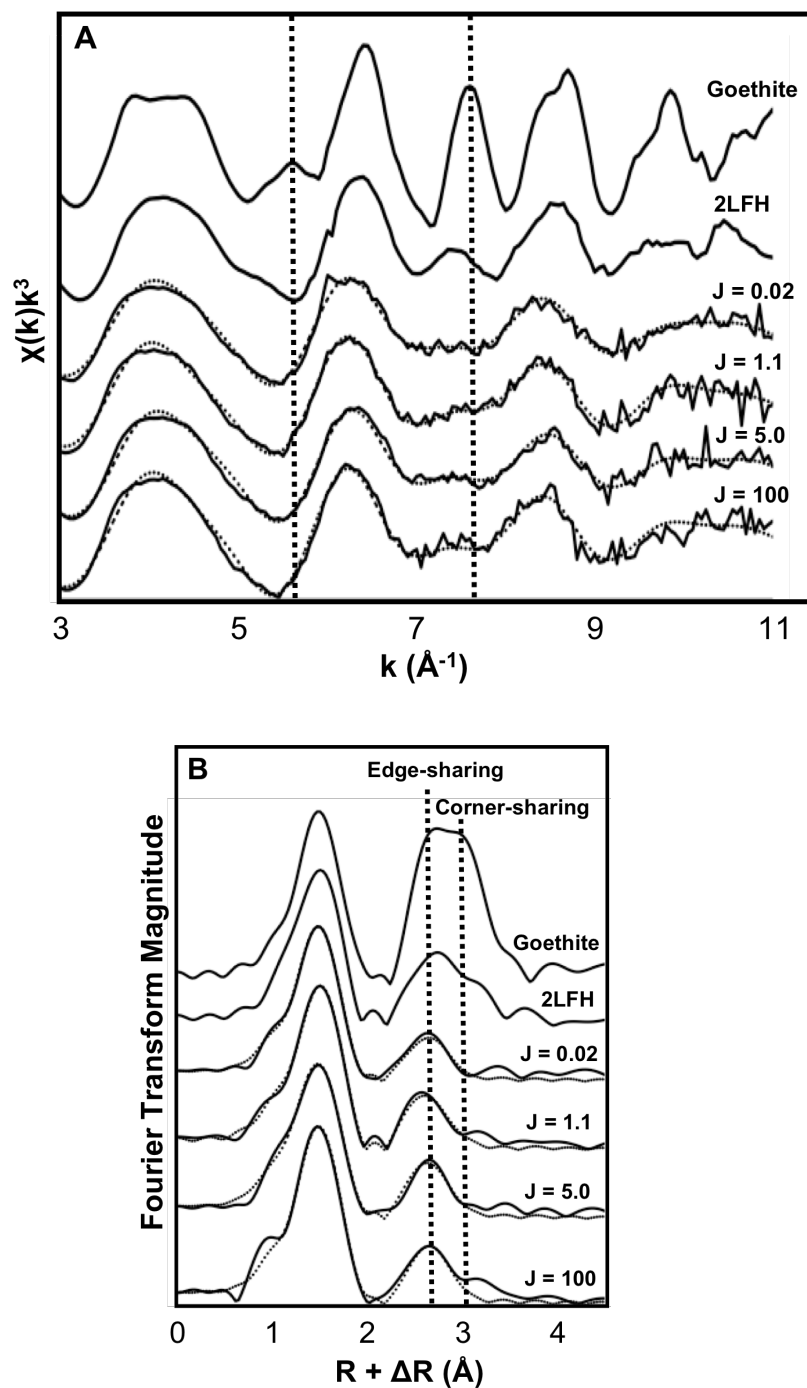 A
Goethite
2LFH
J = 0.02
J = 1.1
J = 5.0
J = 100
χ(k)k³
3 5 7 9 11
k (Å⁻¹)
B
Edge-sharing
Corner-sharing
Goethite
2LFH
J = 0.02
J = 1.1
J = 5.0
J = 100
Fourier Transform Magnitude
0 1 2 3 4
R + ΔR (Å)